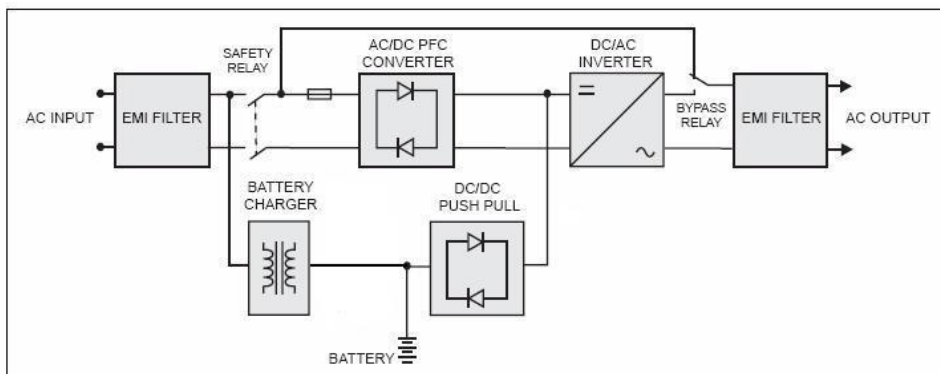 SAFETY
RELAY
AC/DC PFC
CONVERTER
DC/AC
INVERTER
AC INPUT
EMI FILTER
BYPASS
RELAY
EMI FILTER
AC OUTPUT
BATTERY
CHARGER
DC/DC
PUSH PULL
BATTERY